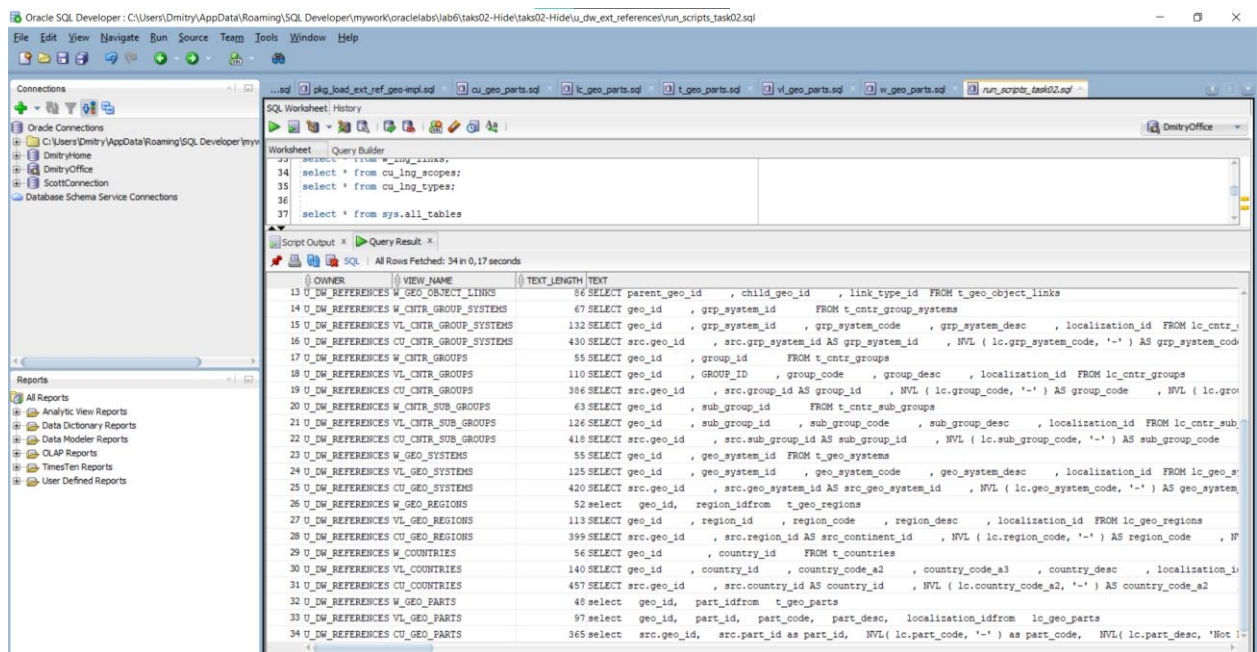 Oracle SQL Developer : C:\Users\Dmitry\AppData\Roaming\SQL Developer\mywork\oraclelabs\lab6\taks02-Hide\taks02-Hide\u_dw_ext_references\run_scripts_task02.sql
File Edit View Navigate Run Source Team Tools Window Help
Connections
Oracle Connections
C:\Users\Dmitry\AppData\Roaming\SQL Developer\myw
DmitryHome
DmitryOffice
ScottConnection
Database Schema Service Connections
Reports
All Reports
Analytic View Reports
Data Dictionary Reports
Data Modeler Reports
OLAP Reports
TimesTen Reports
User Defined Reports
...sql pkg_load_ext_ref_geo-impl.sql cu_geo_parts.sql lc_geo_parts.sql t_geo_parts.sql vl_geo_parts.sql w_geo_parts.sql run_scripts_task02.sql
SQL Worksheet History
DmitryOffice
Worksheet Query Builder
33 select * from w_lng_links;
34 select * from cu_lng_scopes;
35 select * from cu_lng_types;
36
37 select * from sys.all_tables
Script Output x Query Result x
SQL | All Rows Fetched: 34 in 0,17 seconds
OWNER VIEW_NAME TEXT_LENGTH TEXT
13 U_DW_REFERENCES W_GEO_OBJECT_LINKS 86 SELECT parent_geo_id , child_geo_id , link_type_id FROM t_geo_object_links
14 U_DW_REFERENCES W_CNTR_GROUP_SYSTEMS 67 SELECT geo_id , grp_system_id FROM t_cntr_group_systems
15 U_DW_REFERENCES VL_CNTR_GROUP_SYSTEMS 132 SELECT geo_id , grp_system_id , grp_system_code , grp_system_desc , localization_id FROM lc_cntr_
16 U_DW_REFERENCES CU_CNTR_GROUP_SYSTEMS 430 SELECT src.geo_id , src.grp_system_id AS grp_system_id , NVL ( lc.grp_system_code, '-' ) AS grp_system_code
17 U_DW_REFERENCES W_CNTR_GROUPS 55 SELECT geo_id , group_id FROM t_cntr_groups
18 U_DW_REFERENCES VL_CNTR_GROUPS 110 SELECT geo_id , GROUP_ID , group_code , group_desc , localization_id FROM lc_cntr_groups
19 U_DW_REFERENCES CU_CNTR_GROUPS 386 SELECT src.geo_id , src.group_id AS group_id , NVL ( lc.group_code, '-' ) AS group_code , NVL ( lc.grou
20 U_DW_REFERENCES W_CNTR_SUB_GROUPS 63 SELECT geo_id , sub_group_id FROM t_cntr_sub_groups
21 U_DW_REFERENCES VL_CNTR_SUB_GROUPS 126 SELECT geo_id , sub_group_id , sub_group_code , sub_group_desc , localization_id FROM lc_cntr_sub_
22 U_DW_REFERENCES CU_CNTR_SUB_GROUPS 418 SELECT src.geo_id , src.sub_group_id AS sub_group_id , NVL ( lc.sub_group_code, '-' ) AS sub_group_code
23 U_DW_REFERENCES W_GEO_SYSTEMS 55 SELECT geo_id , geo_system_id FROM t_geo_systems
24 U_DW_REFERENCES VL_GEO_SYSTEMS 125 SELECT geo_id , geo_system_id , geo_system_code , geo_system_desc , localization_id FROM lc_geo_sy
25 U_DW_REFERENCES CU_GEO_SYSTEMS 420 SELECT src.geo_id , src.geo_system_id AS src_geo_system_id , NVL ( lc.geo_system_code, '-' ) AS geo_system_
26 U_DW_REFERENCES W_GEO_REGIONS 52 select geo_id, region_idfrom t_geo_regions
27 U_DW_REFERENCES VL_GEO_REGIONS 113 SELECT geo_id , region_id , region_code , region_desc , localization_id FROM lc_geo_regions
28 U_DW_REFERENCES CU_GEO_REGIONS 399 SELECT src.geo_id , src.region_id AS src_continent_id , NVL ( lc.region_code, '-' ) AS region_code , N
29 U_DW_REFERENCES W_COUNTRIES 56 SELECT geo_id , country_id FROM t_countries
30 U_DW_REFERENCES VL_COUNTRIES 140 SELECT geo_id , country_id , country_code_a2 , country_code_a3 , country_desc , localization_i
31 U_DW_REFERENCES CU_COUNTRIES 457 SELECT src.geo_id , src.country_id AS country_id , NVL ( lc.country_code_a2, '-' ) AS country_code_a2
32 U_DW_REFERENCES W_GEO_PARTS 48 select geo_id, part_idfrom t_geo_parts
33 U_DW_REFERENCES VL_GEO_PARTS 97 select geo_id, part_id, part_code, part_desc, localization_idfrom lc_geo_parts
34 U_DW_REFERENCES CU_GEO_PARTS 365 select src.geo_id, src.part_id as part_id, NVL( lc.part_code, '-' ) as part_code, NVL( lc.part_desc, 'Not